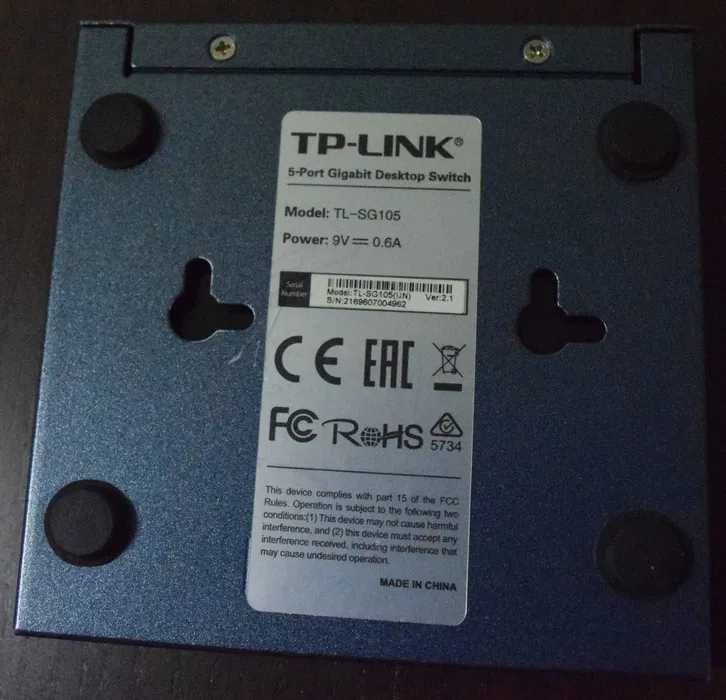 TP-LINK®
5-Port Gigabit Desktop Switch
Model: TL-SG105
Power: 9V⎓0.6A
Serial
Number
Model:TL-SG105(UN) Ver:2.1
S/N:2169607004962
CE EAC
FC RoHS
5734
This device complies with part 15 of the FCC
Rules. Operation is subject to the following two
conditions:(1) This device may not cause harmful
interference, and (2) this device must accept any
interference received, including interference that
may cause undesired operation.
MADE IN CHINA